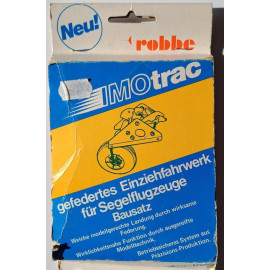 Neu!
robbe
IMOtrac
gefedertes Einziehfahrwerk
für Segelflugzeuge
Bausatz
Weiche modellgerechte Landung durch wirksame
Federung.
Wirklichkeitsnahe Funktion durch ausgereifte
Modelltechnik.
Betriebssicheres System aus
Präzisions-Produktion.